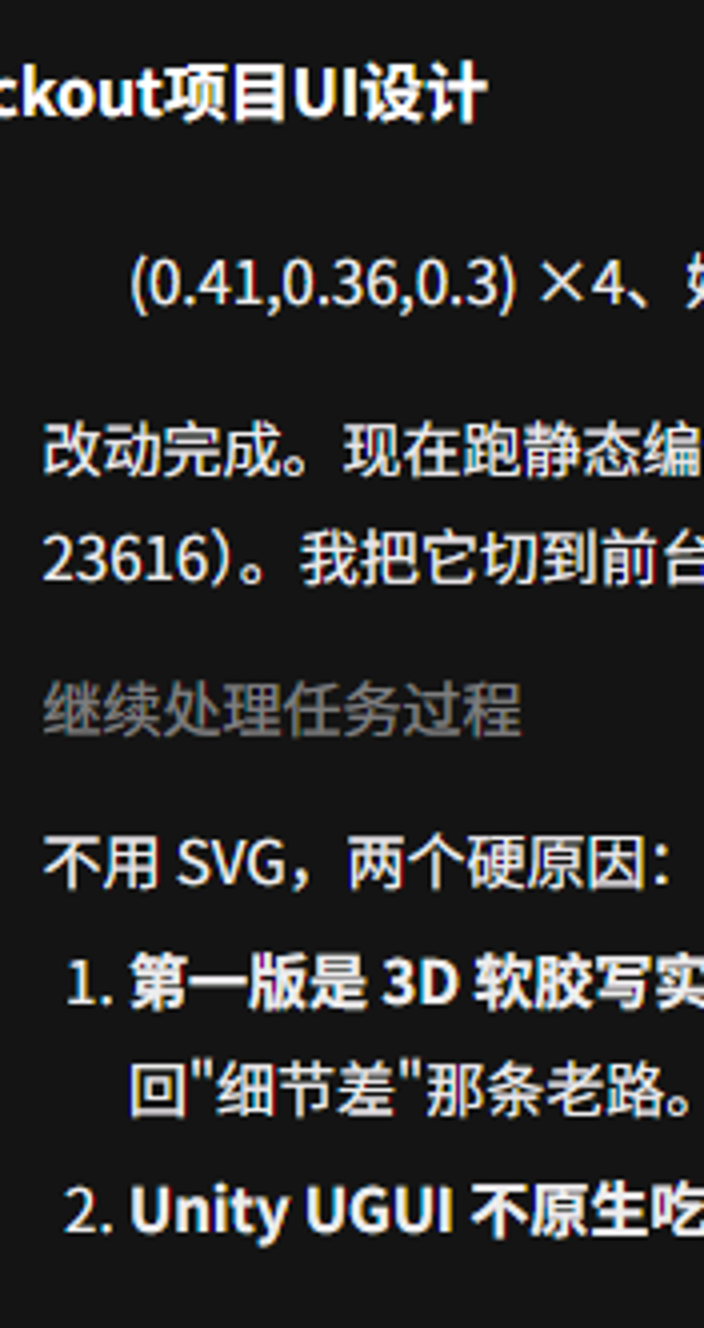 ckout项目UI设计
(0.41,0.36,0.3) ×4、
改动完成。现在跑静态编
23616）。我把它切到前台
继续处理任务过程
不用 SVG，两个硬原因：
1. 第一版是 3D 软胶写实
回"细节差"那条老路。
2. Unity UGUI 不原生吃